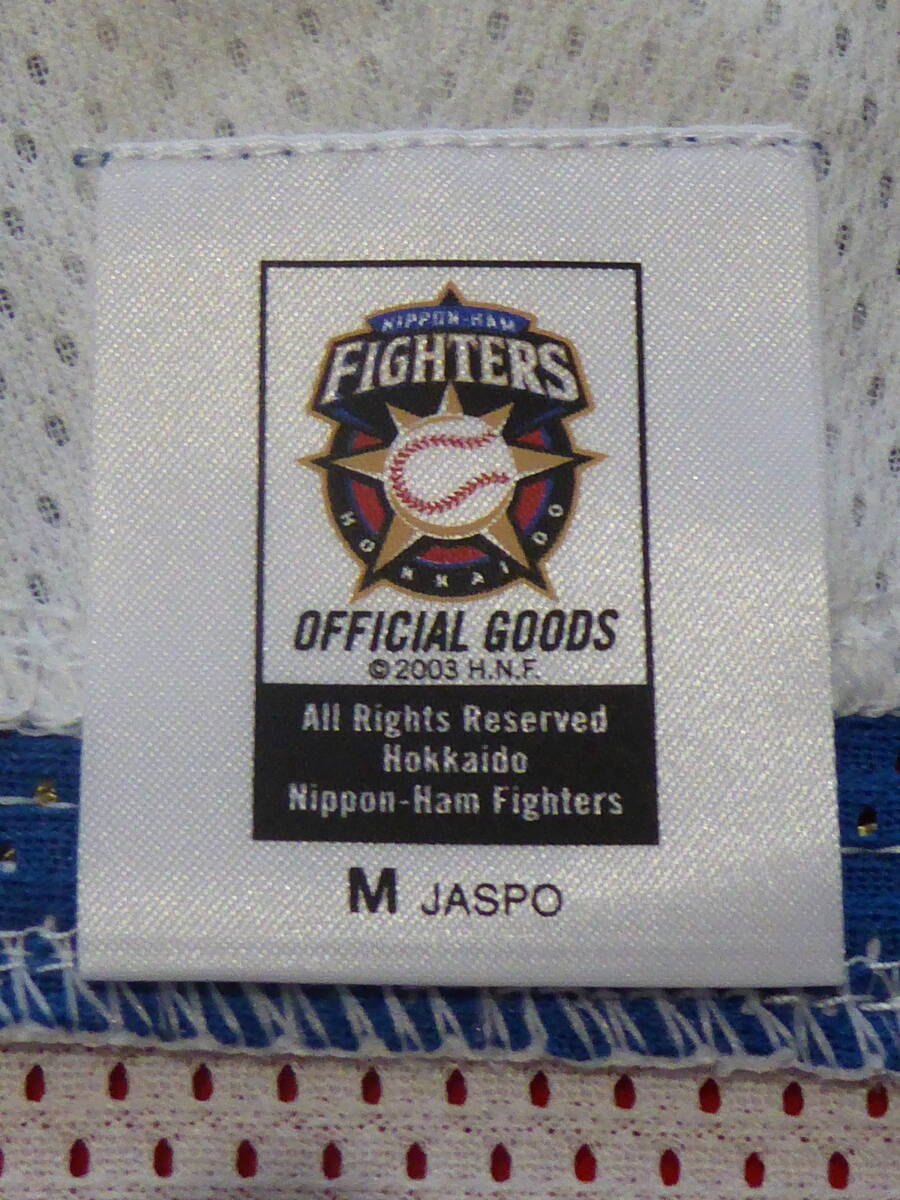 NIPPON-HAM
FIGHTERS
HOKKAIDO
OFFICIAL GOODS
©2003 H.N.F.
All Rights Reserved
Hokkaido
Nippon-Ham Fighters
M JASPO